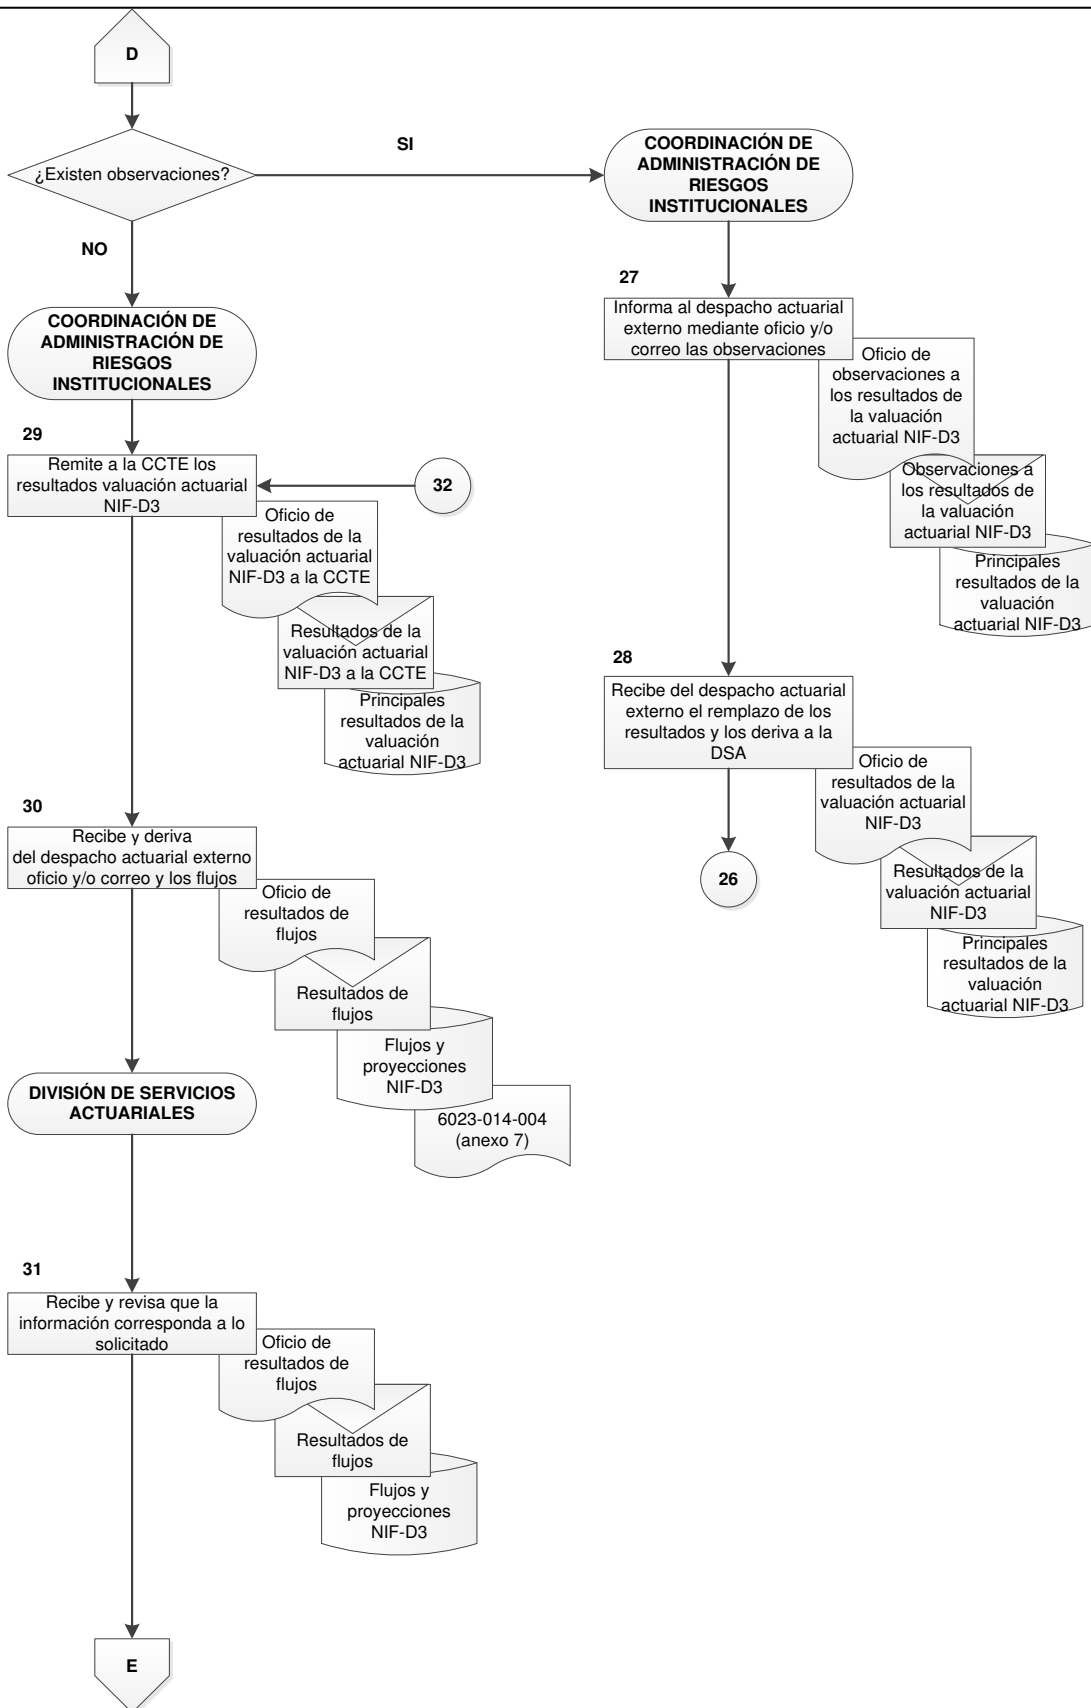 D
¿Existen observaciones?
SI
COORDINACIÓN DE
ADMINISTRACIÓN DE
RIESGOS
INSTITUCIONALES
27
Informa al despacho actuarial
externo mediante oficio y/o
correo las observaciones
Oficio de
observaciones a
los resultados de
la valuación
actuarial NIF-D3
Observaciones a
los resultados de
la valuación
actuarial NIF-D3
Principales
resultados de la
valuación
actuarial NIF-D3
28
Recibe del despacho actuarial
externo el remplazo de los
resultados y los deriva a la
DSA
Oficio de
resultados de la
valuación actuarial
NIF-D3
Resultados de la
valuación actuarial
NIF-D3
Principales
resultados de la
valuación
actuarial NIF-D3
26
NO
COORDINACIÓN DE
ADMINISTRACIÓN DE
RIESGOS
INSTITUCIONALES
29
Remite a la CCTE los
resultados valuación actuarial
NIF-D3
32
Oficio de
resultados de la
valuación actuarial
NIF-D3 a la CCTE
Resultados de la
valuación actuarial
NIF-D3 a la CCTE
Principales
resultados de la
valuación
actuarial NIF-D3
30
Recibe y deriva
del despacho actuarial externo
oficio y/o correo y los flujos
Oficio de
resultados de
flujos
Resultados de
flujos
Flujos y
proyecciones
NIF-D3
6023-014-004
(anexo 7)
DIVISIÓN DE SERVICIOS
ACTUARIALES
31
Recibe y revisa que la
información corresponda a lo
solicitado
Oficio de
resultados de
flujos
Resultados de
flujos
Flujos y
proyecciones
NIF-D3
E